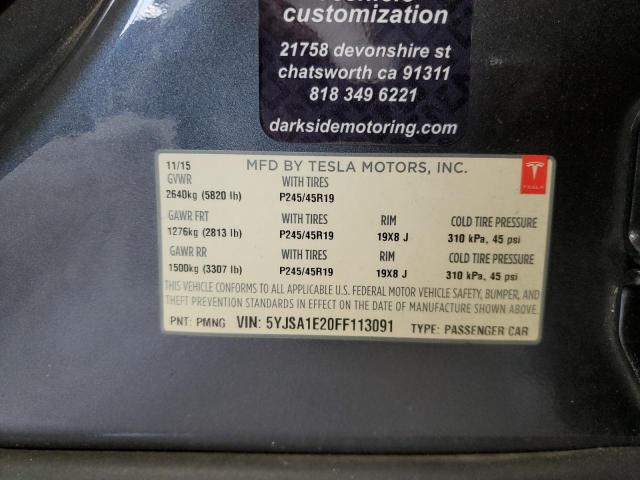 customization
21758 devonshire st
chatsworth ca 91311
818 349 6221
darksidemotoring.com
11/15 MFD BY TESLA MOTORS, INC.
GVWR WITH TIRES
2640kg (5820 lb) P245/45R19
TESLA
GAWR FRT WITH TIRES RIM COLD TIRE PRESSURE
1276kg (2813 lb) P245/45R19 19X8 J 310 kPa, 45 psi
GAWR RR WITH TIRES RIM COLD TIRE PRESSURE
1500kg (3307 lb) P245/45R19 19X8 J 310 kPa, 45 psi
THIS VEHICLE CONFORMS TO ALL APPLICABLE U.S. FEDERAL MOTOR VEHICLE SAFETY, BUMPER, AND
THEFT PREVENTION STANDARDS IN EFFECT ON THE DATE OF MANUFACTURE SHOWN ABOVE.
PNT: PMNG VIN: 5YJSA1E20FF113091 TYPE: PASSENGER CAR